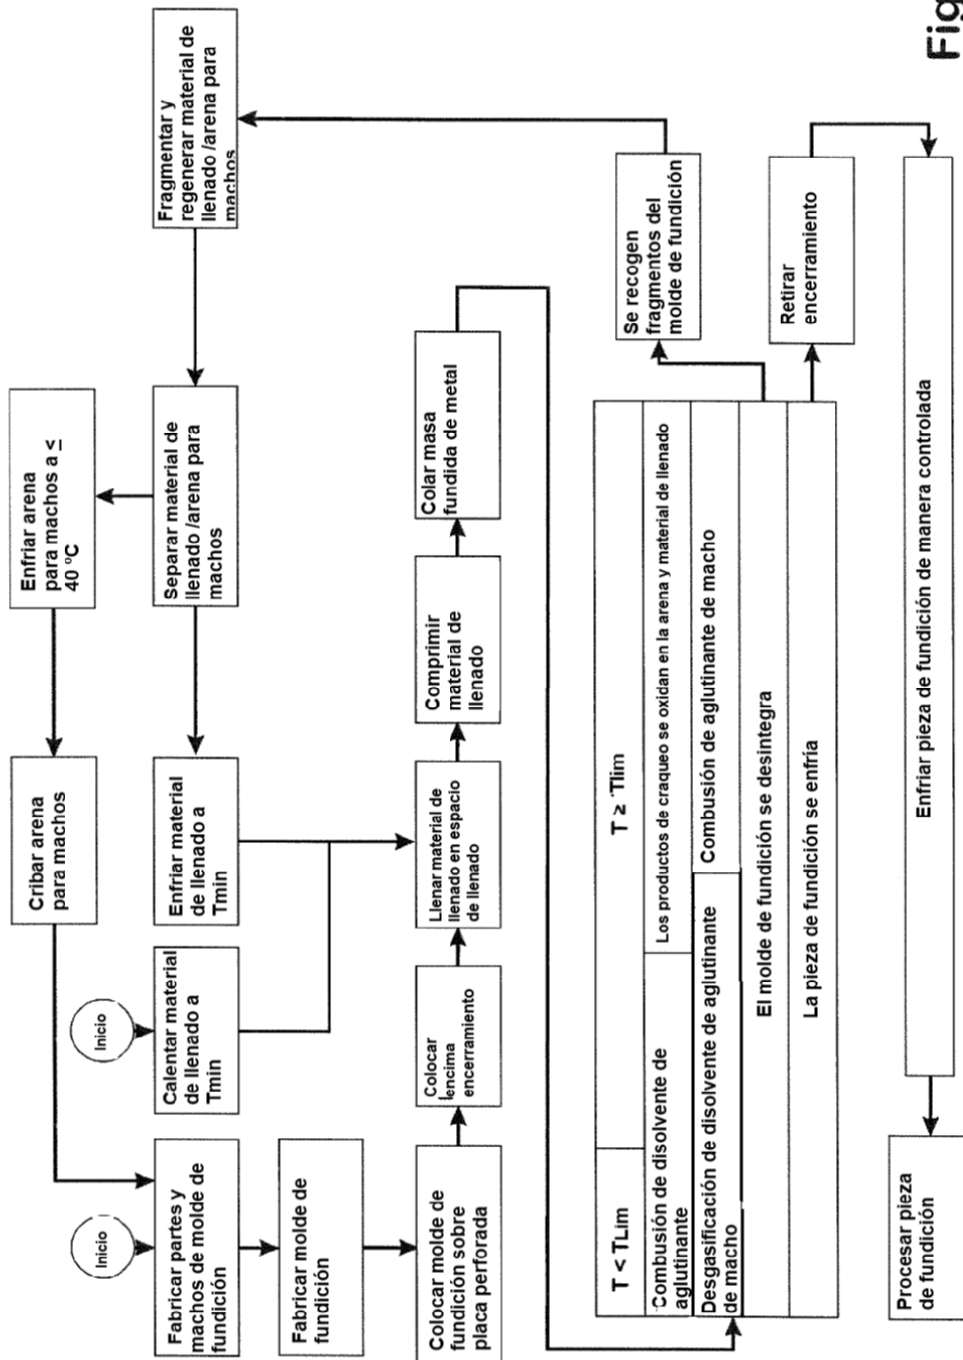 Inicio
Fabricar partes y
machos de molde de
fundición
Fabricar molde de
fundición
Colocar molde de
fundición sobre
placa perforada
Inicio
Calentar material
de llenado a
Tmin
Cribar arena
para machos
Enfriar material
de llenado a
Tmin
Enfriar arena
para machos a ≤
40 ºC
Separar material de
llenado /arena para
machos
Fragmentar y
regenerar material de
llenado /arena para
machos
Colocar
encima
encerramiento
Llenar material de
llenado en espacio
de llenado
Comprimir
material de
llenado
Colar masa
fundida de metal
T < TLim
T ≥ Tlim
Combusión de disolvente de
aglutinante
Los productos de craqueo se oxidan en la arena y material de llenado
Desgasificación de disolvente de aglutinante
de macho
Combusión de aglutinante de macho
El molde de fundición se desintegra
La pieza de fundición se enfría
Se recogen
fragmentos del
molde de fundición
Retirar
encerramiento
Enfriar pieza de fundición de manera controlada
Procesar pieza
de fundición
Fig